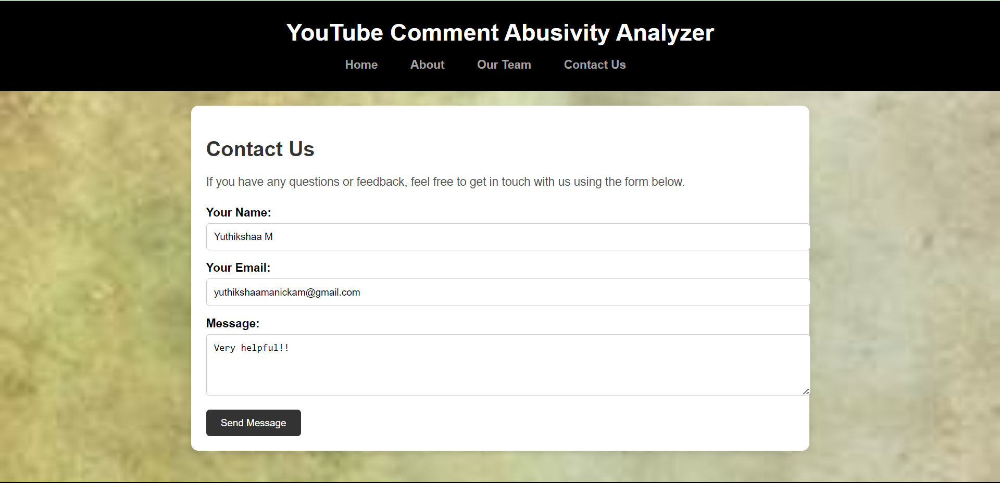 YouTube Comment Abusivity Analyzer
Home About Our Team Contact Us
Contact Us
If you have any questions or feedback, feel free to get in touch with us using the form below.
Your Name:
Yuthikshaa M
Your Email:
yuthikshaamanickam@gmail.com
Message:
Very helpful!!
Send Message